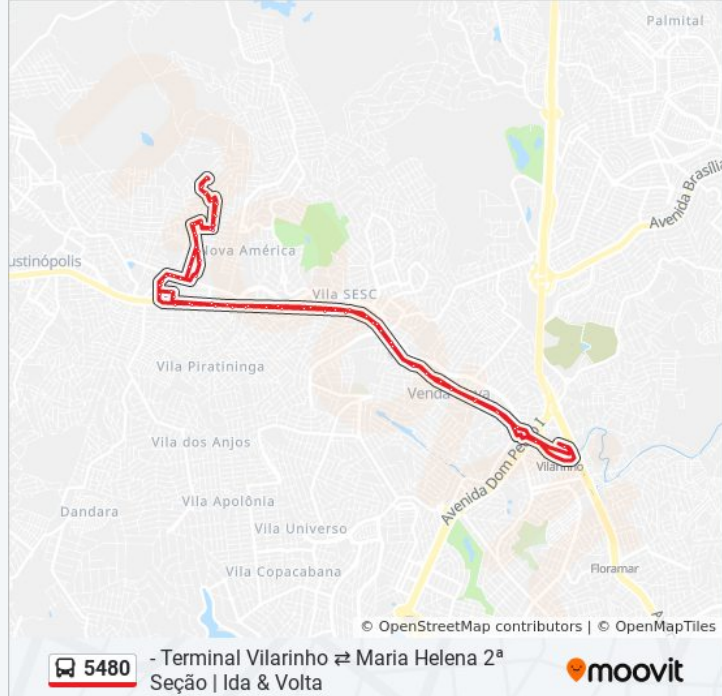 Palmital
Avenida Brasília
Nova América
ustinópolis
Vila SESC
Vila Piratininga
Venda Nova
Vila dos Anjos
Avenida Dom Pedro I
Vilarinho
Vila Apolônia
Dandara
Vila Universo
Vila Copacabana
Floramar
© OpenStreetMap contributors | © OpenMapTiles
5480
- Terminal Vilarinho ⇄ Maria Helena 2ª
Seção | Ida & Volta
moovit